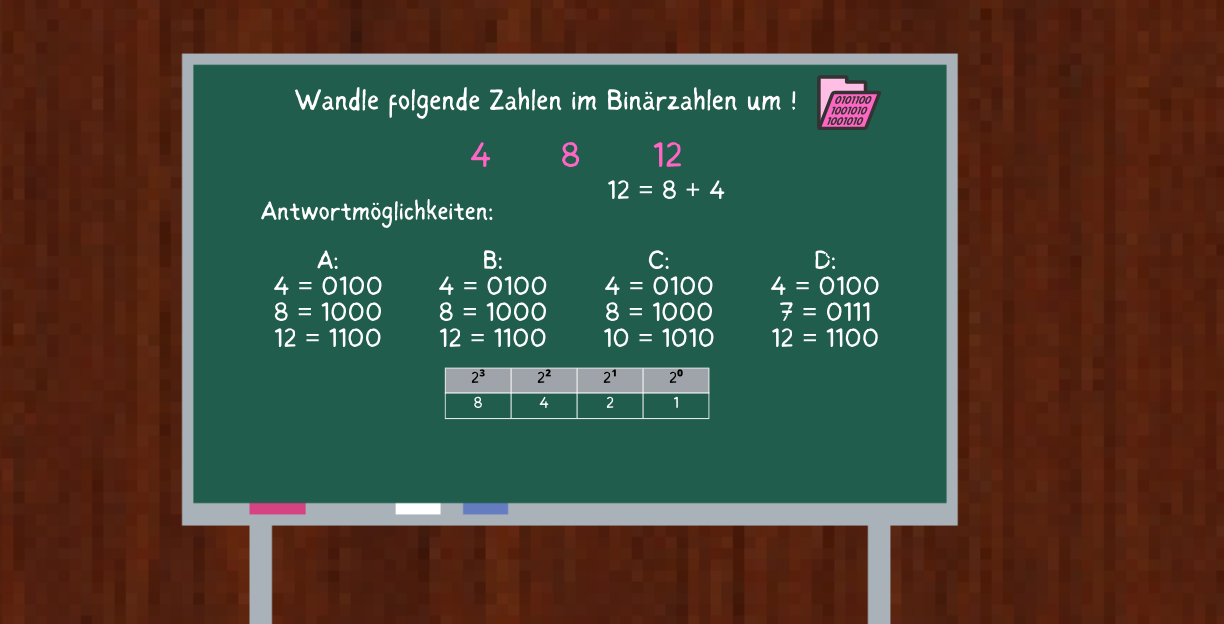 Wandle folgende Zahlen im Binärzahlen um !
0101100
1001010
1001010
4 8 12
12 = 8 + 4
Antwortmöglichkeiten:
A: B: C: D:
4 = 0100 4 = 0100 4 = 0100 4 = 0100
8 = 1000 8 = 1000 8 = 1000 7 = 0111
12 = 1100 12 = 1100 10 = 1010 12 = 1100
2³ 2² 2¹ 2⁰
8 4 2 1